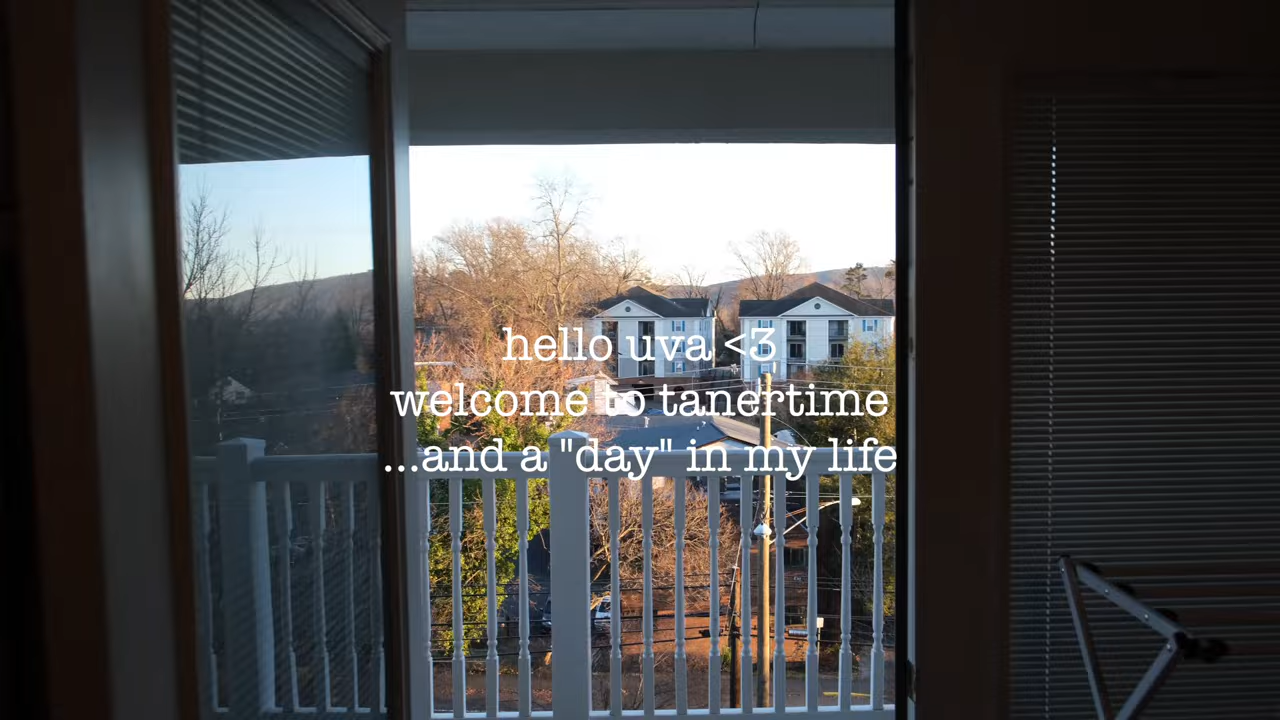 hello uva <3
welcome to tanertime
...and a "day" in my life